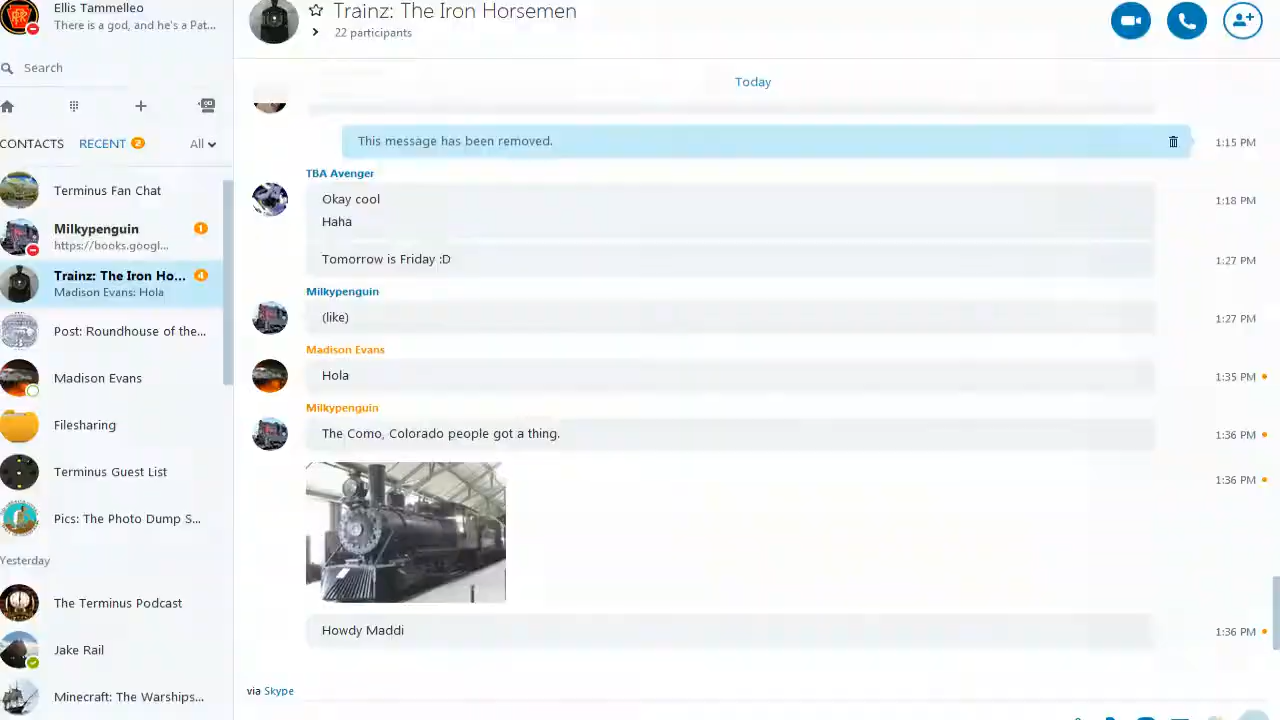 Ellis Tammelleo
There is a god, and he's a Pat...
Search
CONTACTS
RECENT 2
All
Terminus Fan Chat
Milkypenguin 1
https://books.googl...
Trainz: The Iron Ho... 4
Madison Evans: Hola
Post: Roundhouse of the...
Madison Evans
Filesharing
Terminus Guest List
Pics: The Photo Dump S...
Yesterday
The Terminus Podcast
Jake Rail
Minecraft: The Warships...
Trainz: The Iron Horsemen
22 participants
Today
This message has been removed.
1:15 PM
TBA Avenger
Okay cool
1:18 PM
Haha
Tomorrow is Friday :D
1:27 PM
Milkypenguin
(like)
1:27 PM
Madison Evans
Hola
1:35 PM
Milkypenguin
The Como, Colorado people got a thing.
1:36 PM
1:36 PM
Howdy Maddi
1:36 PM
via Skype